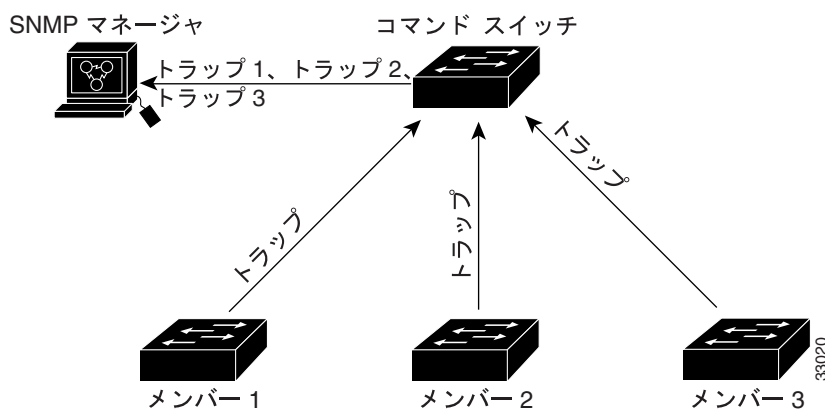 SNMP マネージャ
コマンド スイッチ
トラップ 1、トラップ 2、
トラップ 3
トラップ
トラップ
トラップ
メンバー 1
メンバー 2
メンバー 3
33020